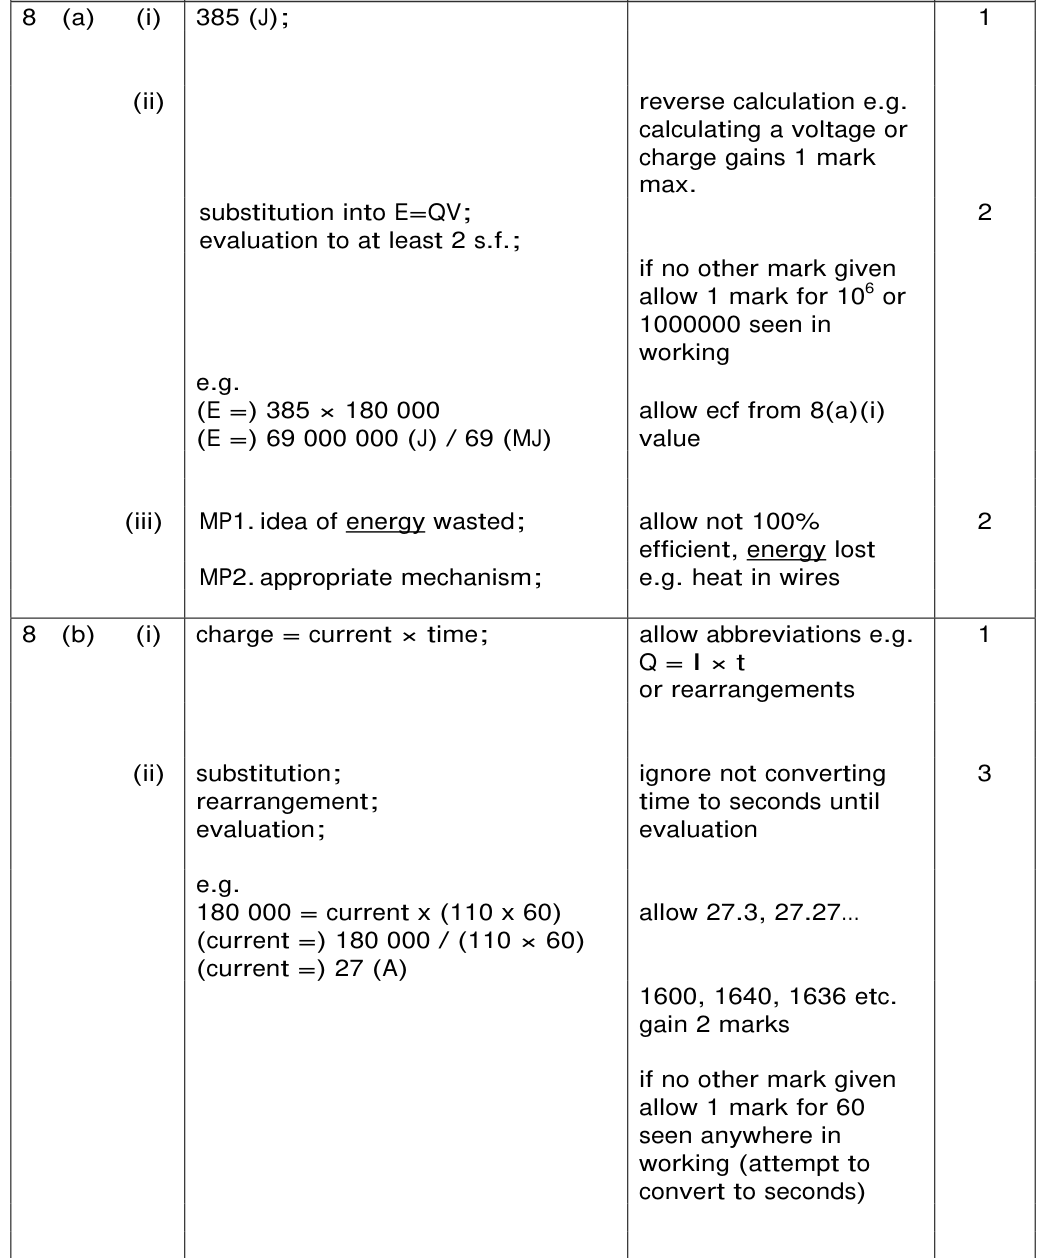 8 (a) (i) 385 (J); 1
(ii) reverse calculation e.g.
calculating a voltage or
charge gains 1 mark
max.
substitution into E=QV; 2
evaluation to at least 2 s.f.;
if no other mark given
allow 1 mark for 10⁶ or
1000000 seen in
working
e.g.
(E =) 385 × 180 000 allow ecf from 8(a)(i)
(E =) 69 000 000 (J) / 69 (MJ) value
(iii) MP1. idea of energy wasted; allow not 100% 2
efficient, energy lost
MP2. appropriate mechanism; e.g. heat in wires
8 (b) (i) charge = current × time; allow abbreviations e.g. 1
Q = I × t
or rearrangements
(ii) substitution; ignore not converting 3
rearrangement; time to seconds until
evaluation; evaluation
e.g.
180 000 = current x (110 x 60) allow 27.3, 27.27...
(current =) 180 000 / (110 × 60)
(current =) 27 (A)
1600, 1640, 1636 etc.
gain 2 marks
if no other mark given
allow 1 mark for 60
seen anywhere in
working (attempt to
convert to seconds)